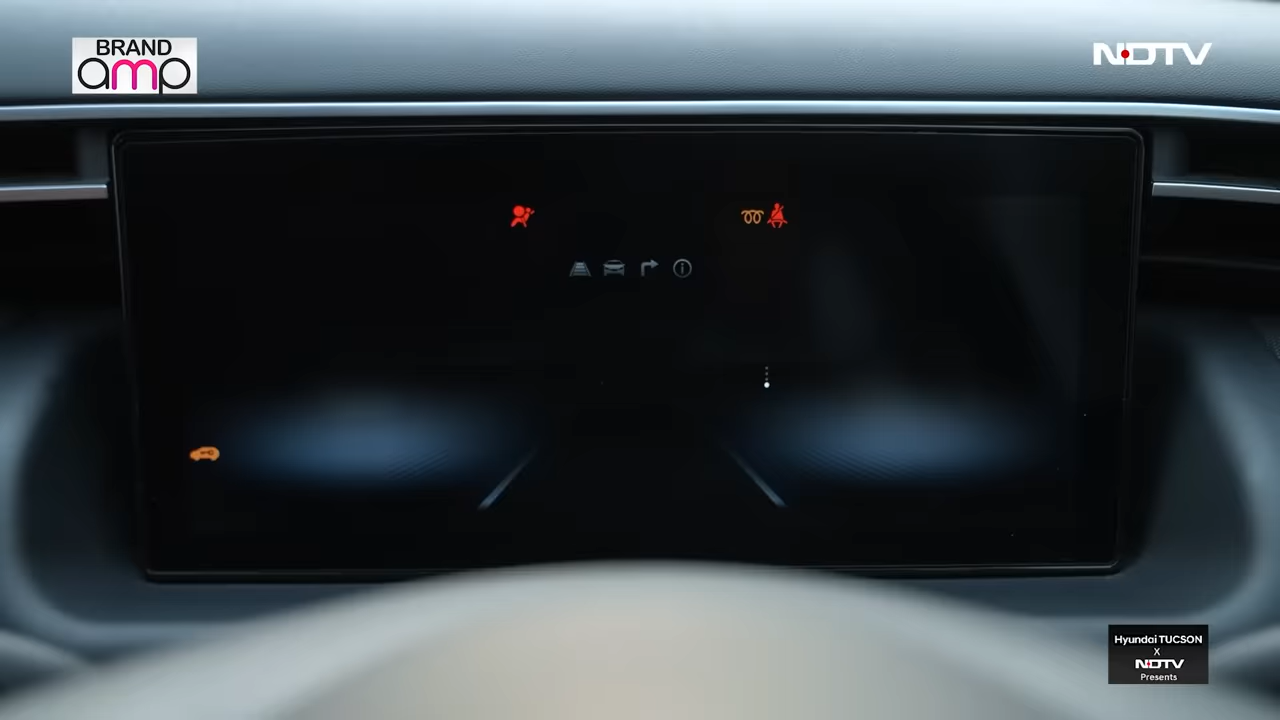 BRAND
amp
NDTV
Hyundai TUCSON
X
NDTV
Presents